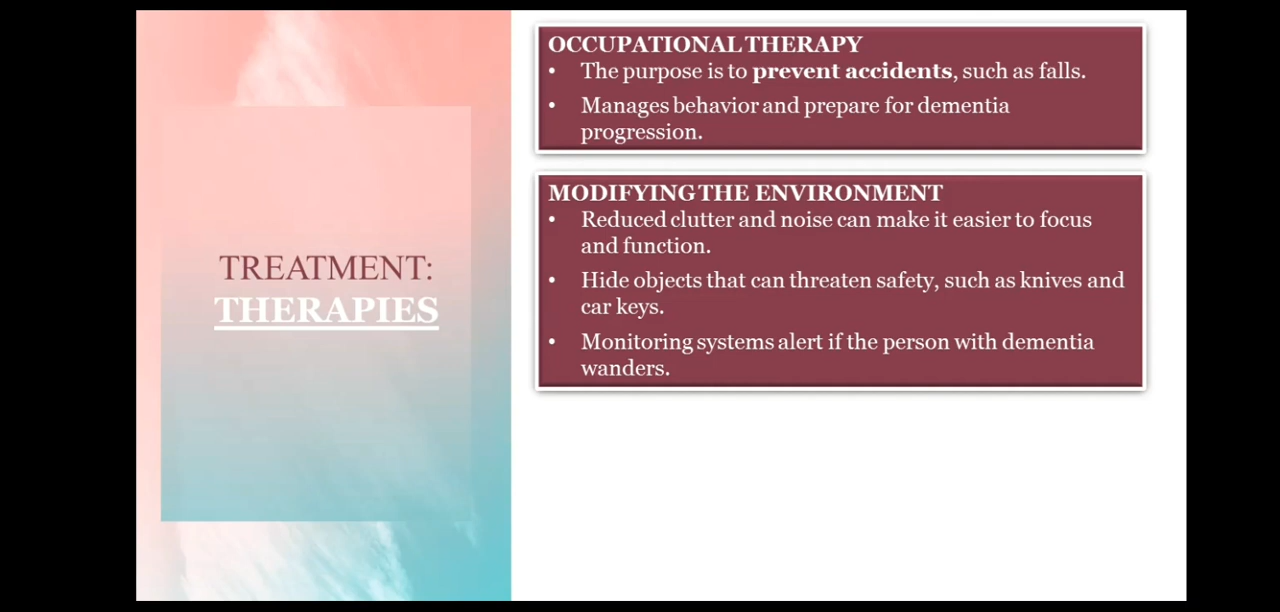 TREATMENT:
THERAPIES
OCCUPATIONAL THERAPY
• The purpose is to prevent accidents, such as falls.
• Manages behavior and prepare for dementia
progression.
MODIFYING THE ENVIRONMENT
• Reduced clutter and noise can make it easier to focus
and function.
• Hide objects that can threaten safety, such as knives and
car keys.
• Monitoring systems alert if the person with dementia
wanders.